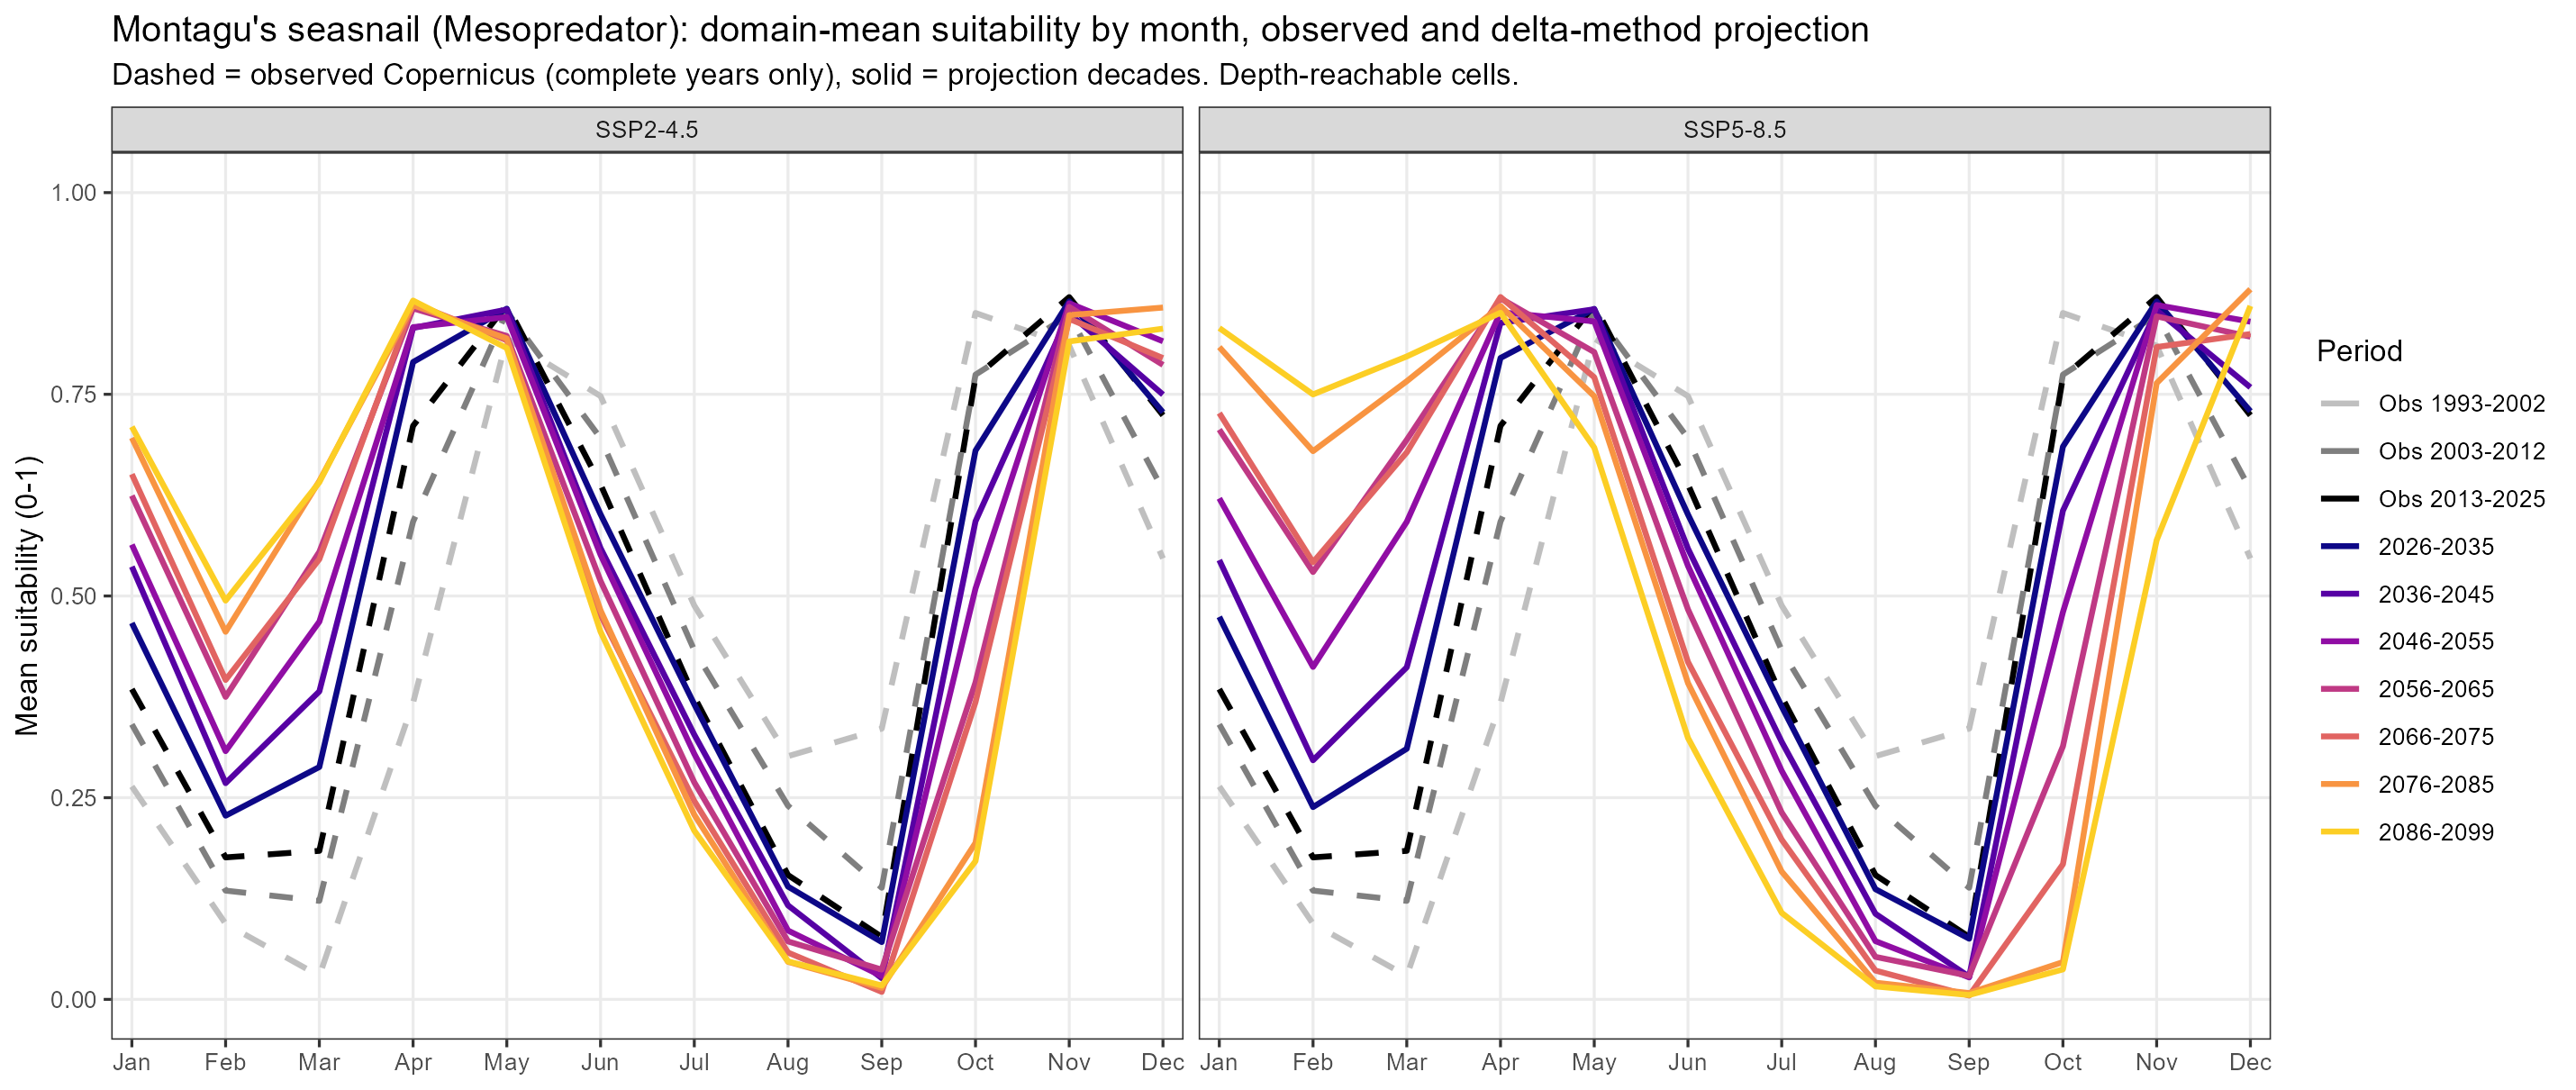 Montagu's seasnail (Mesopredator): domain-mean suitability by month, observed and delta-method projection
Dashed = observed Copernicus (complete years only), solid = projection decades. Depth-reachable cells.
SSP2-4.5
SSP5-8.5
Mean suitability (0-1)
1.00
0.75
0.50
0.25
0.00
Jan Feb Mar Apr May Jun Jul Aug Sep Oct Nov Dec
Jan Feb Mar Apr May Jun Jul Aug Sep Oct Nov Dec
Period
Obs 1993-2002
Obs 2003-2012
Obs 2013-2025
2026-2035
2036-2045
2046-2055
2056-2065
2066-2075
2076-2085
2086-2099